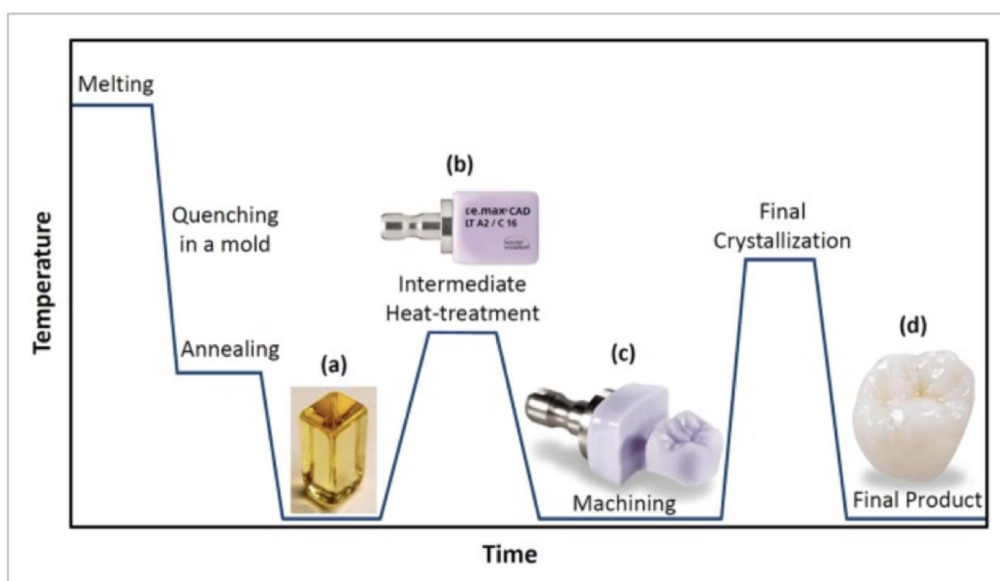 Melting
Quenching
in a mold
Annealing
(a)
(b)
e.max CAD
LT A2 / C 16
Intermediate
Heat-treatment
(c)
Machining
Final
Crystallization
(d)
Final Product
Temperature
Time